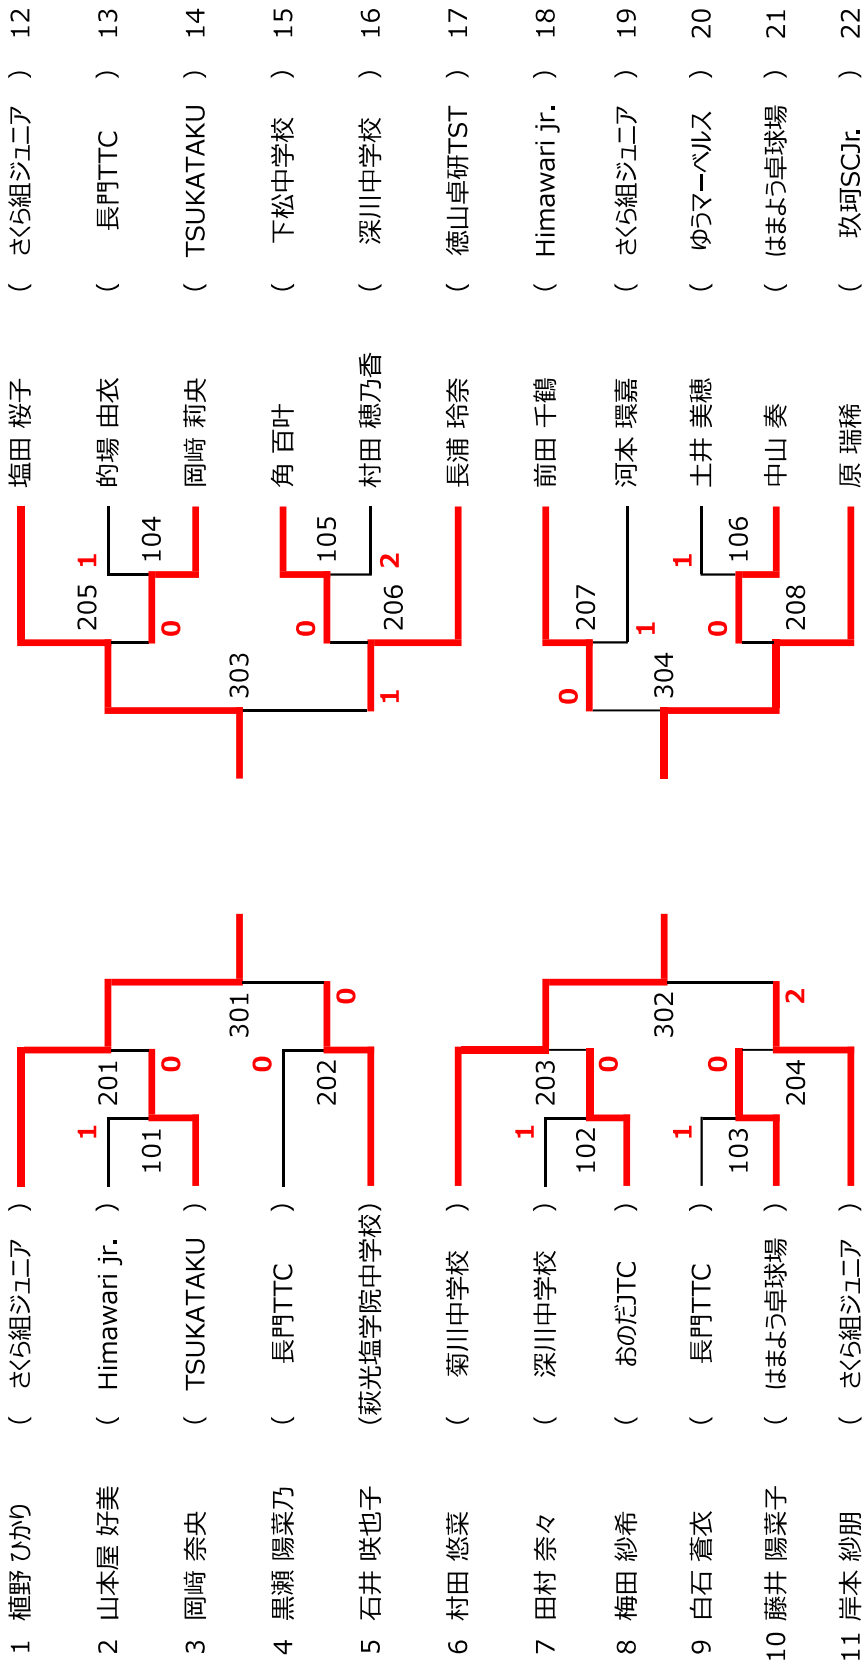 1 植野 ひかり ( さくら組ジュニア )
2 山本屋 好美 ( Himawari jr. )
3 岡﨑 奈央 ( TSUKATAKU )
4 黒瀬 陽菜乃 ( 長門TTC )
5 石井 咲也子 (萩光塩学院中学校)
6 村田 悠菜 ( 菊川中学校 )
7 田村 奈々 ( 深川中学校 )
8 梅田 紗希 ( おのだJTC )
9 白石 蒼衣 ( 長門TTC )
10 藤井 陽菜子 ( はまよう卓球場 )
11 岸本 紗朋 ( さくら組ジュニア )
1
101
201
0
301
0
202
0
1
102
203
0
302
1
103
0
204
2
塩田 桜子 ( さくら組ジュニア ) 12
的場 由衣 ( 長門TTC ) 13
岡﨑 莉央 ( TSUKATAKU ) 14
角 百叶 ( 下松中学校 ) 15
村田 穂乃香 ( 深川中学校 ) 16
長浦 玲奈 ( 徳山卓研TST ) 17
前田 千鶴 ( Himawari jr. ) 18
河本 環嘉 ( さくら組ジュニア ) 19
土井 美穂 ( ゆうマーベルス ) 20
中山 奏 ( はまよう卓球場 ) 21
原 瑞稀 ( 玖珂SCJr. ) 22
205
1
104
0
303
0
105
2
206
1
0
207
1
304
1
106
0
208